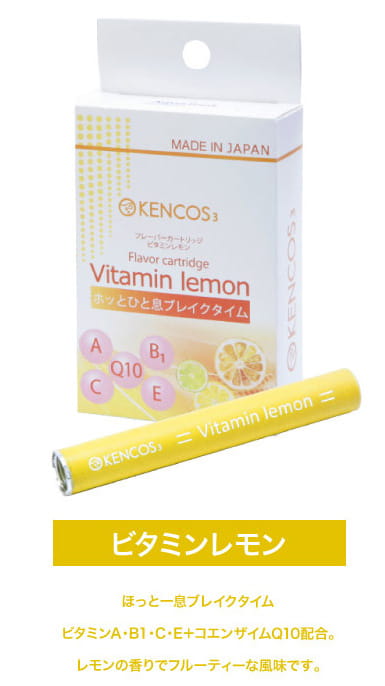 MADE IN JAPAN
KENCOS3
フレーバーカートリッジ
ビタミンレモン
Flavor cartridge
Vitamin lemon
ホッとひと息ブレイクタイム
A
B1
Q10
C
E
KENCOS3
KENCOS3 = Vitamin lemon =
ビタミンレモン
ほっと一息ブレイクタイム
ビタミンA・B1・C・E+コエンザイムQ10配合。
レモンの香りでフルーティーな風味です。